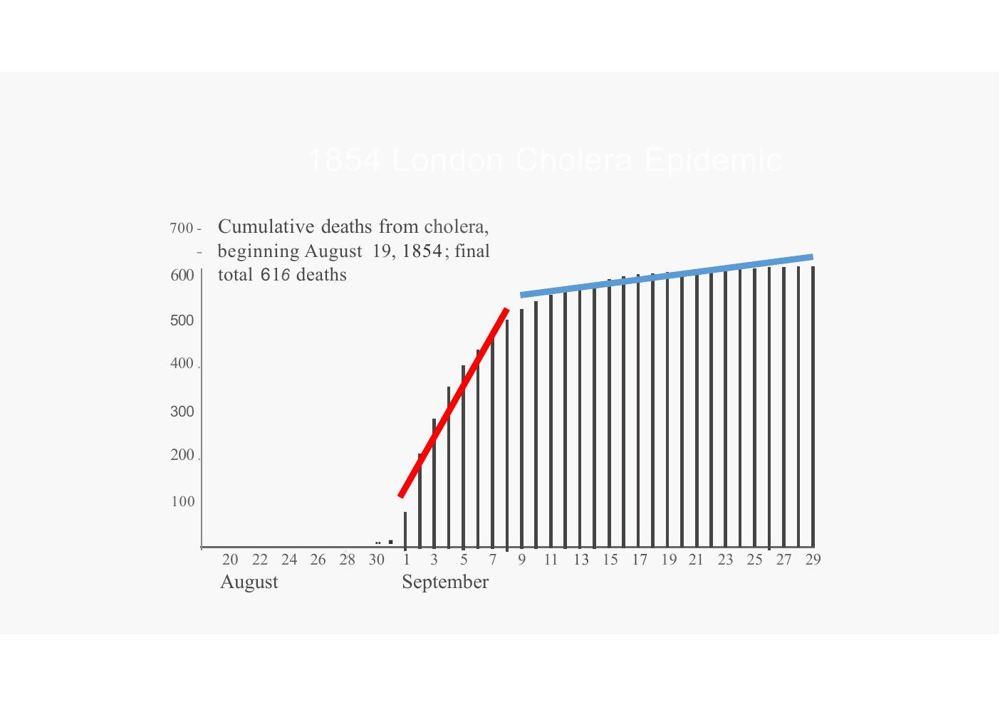 1854 London Cholera Epidemic
700 -
Cumulative deaths from cholera,
-
beginning August 19, 1854; final
600
total 616 deaths
500
400
300
200
100
20 22 24 26 28 30 1 3 5 7 9 11 13 15 17 19 21 23 25 27 29
August September